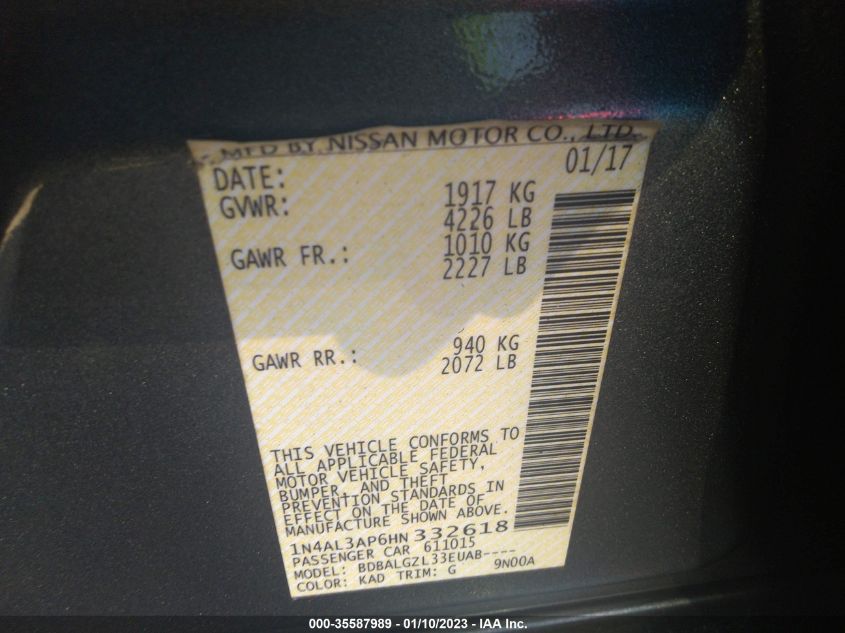 MFD BY NISSAN MOTOR CO., LTD.
DATE: 01/17
GVWR: 1917 KG
4226 LB
GAWR FR.: 1010 KG
2227 LB
GAWR RR.: 940 KG
2072 LB
THIS VEHICLE CONFORMS TO
ALL APPLICABLE FEDERAL
MOTOR VEHICLE SAFETY,
BUMPER, AND THEFT
PREVENTION STANDARDS IN
EFFECT ON THE DATE OF
MANUFACTURE SHOWN ABOVE.
1N4AL3AP6HN332618
PASSENGER CAR 611015
MODEL: BDBALGZL33EUAB----
COLOR: KAD TRIM: G 9N00A
000-35587989 - 01/10/2023 - IAA Inc.